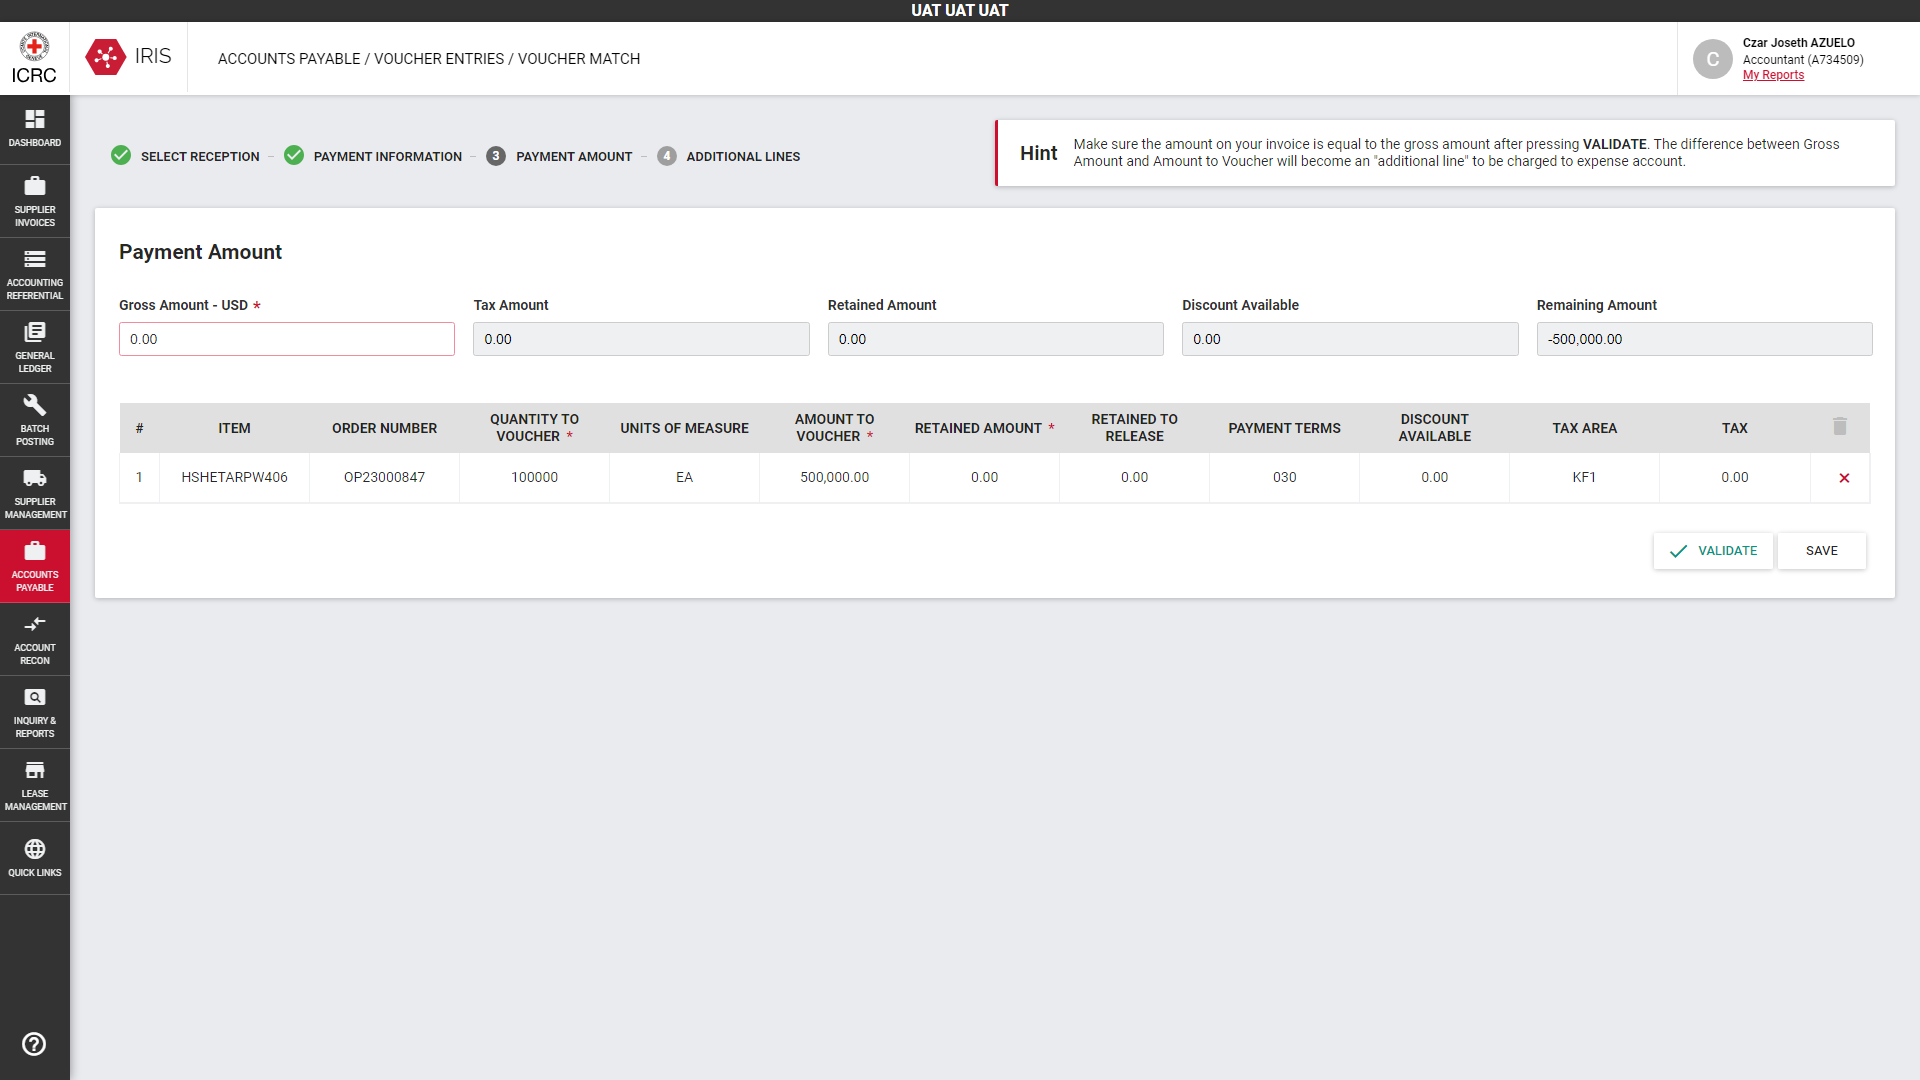 UAT UAT UAT
ICRC
IRIS
ACCOUNTS PAYABLE / VOUCHER ENTRIES / VOUCHER MATCH
C
Czar Joseth AZUELO
Accountant (A734509)
My Reports
DASHBOARD
SUPPLIER
INVOICES
ACCOUNTING
REFERENTIAL
GENERAL
LEDGER
BATCH
POSTING
SUPPLIER
MANAGEMENT
ACCOUNTS
PAYABLE
ACCOUNT
RECON
INQUIRY &
REPORTS
LEASE
MANAGEMENT
QUICK LINKS
SELECT RECEPTION – PAYMENT INFORMATION – 3 PAYMENT AMOUNT – 4 ADDITIONAL LINES
Hint
Make sure the amount on your invoice is equal to the gross amount after pressing VALIDATE. The difference between Gross
Amount and Amount to Voucher will become an "additional line" to be charged to expense account.
Payment Amount
Gross Amount - USD * Tax Amount Retained Amount Discount Available Remaining Amount
0.00 0.00 0.00 0.00 -500,000.00
# ITEM ORDER NUMBER QUANTITY TO VOUCHER * UNITS OF MEASURE AMOUNT TO VOUCHER * RETAINED AMOUNT * RETAINED TO RELEASE PAYMENT TERMS DISCOUNT AVAILABLE TAX AREA TAX
1 HSHETARPW406 OP23000847 100000 EA 500,000.00 0.00 0.00 030 0.00 KF1 0.00
VALIDATE SAVE